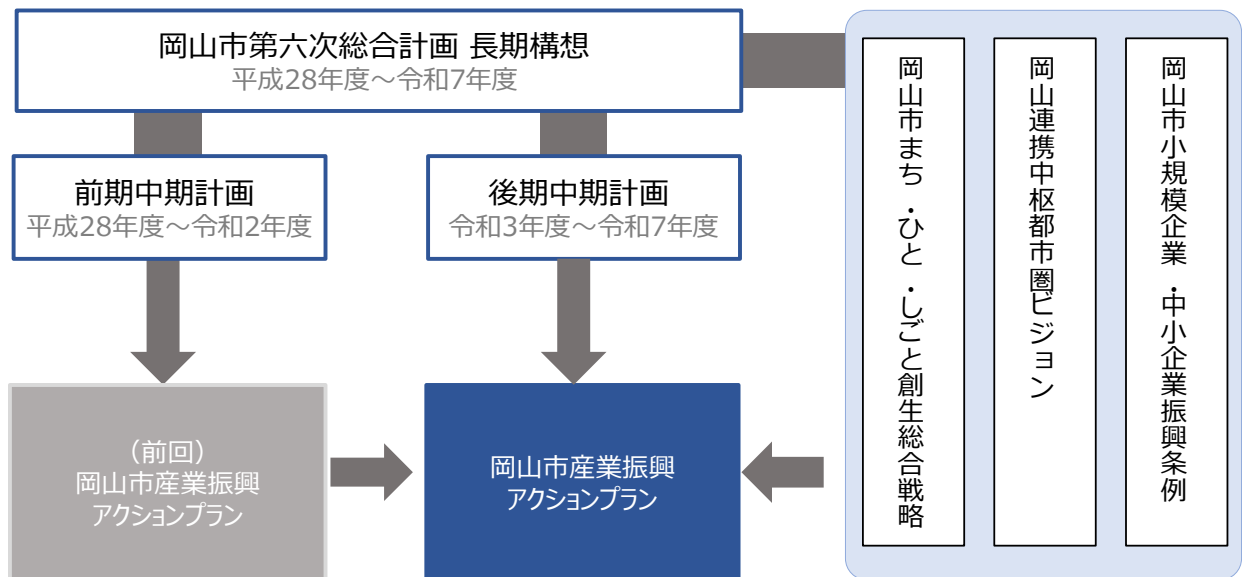 岡山市第六次総合計画 長期構想
平成28年度～令和7年度
前期中期計画
平成28年度～令和2年度
後期中期計画
令和3年度～令和7年度
（前回）
岡山市産業振興
アクションプラン
岡山市産業振興
アクションプラン
岡山市まち・ひと・しごと創生総合戦略
岡山連携中枢都市圏ビジョン
岡山市小規模企業・中小企業振興条例